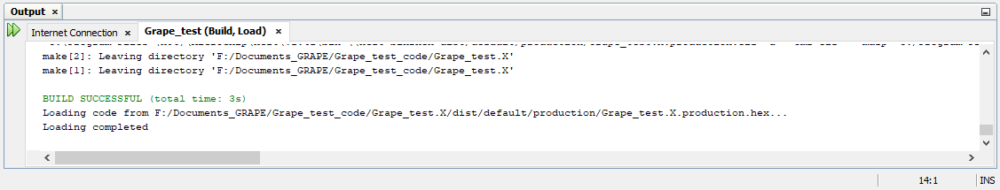 Output
Internet Connection
Grape_test (Build, Load)
make[2]: Leaving directory 'F:/Documents_GRAPE/Grape_test_code/Grape_test.X'
make[1]: Leaving directory 'F:/Documents_GRAPE/Grape_test_code/Grape_test.X'
BUILD SUCCESSFUL (total time: 3s)
Loading code from F:/Documents_GRAPE/Grape_test_code/Grape_test.X/dist/default/production/Grape_test.X.production.hex...
Loading completed
14:1
INS